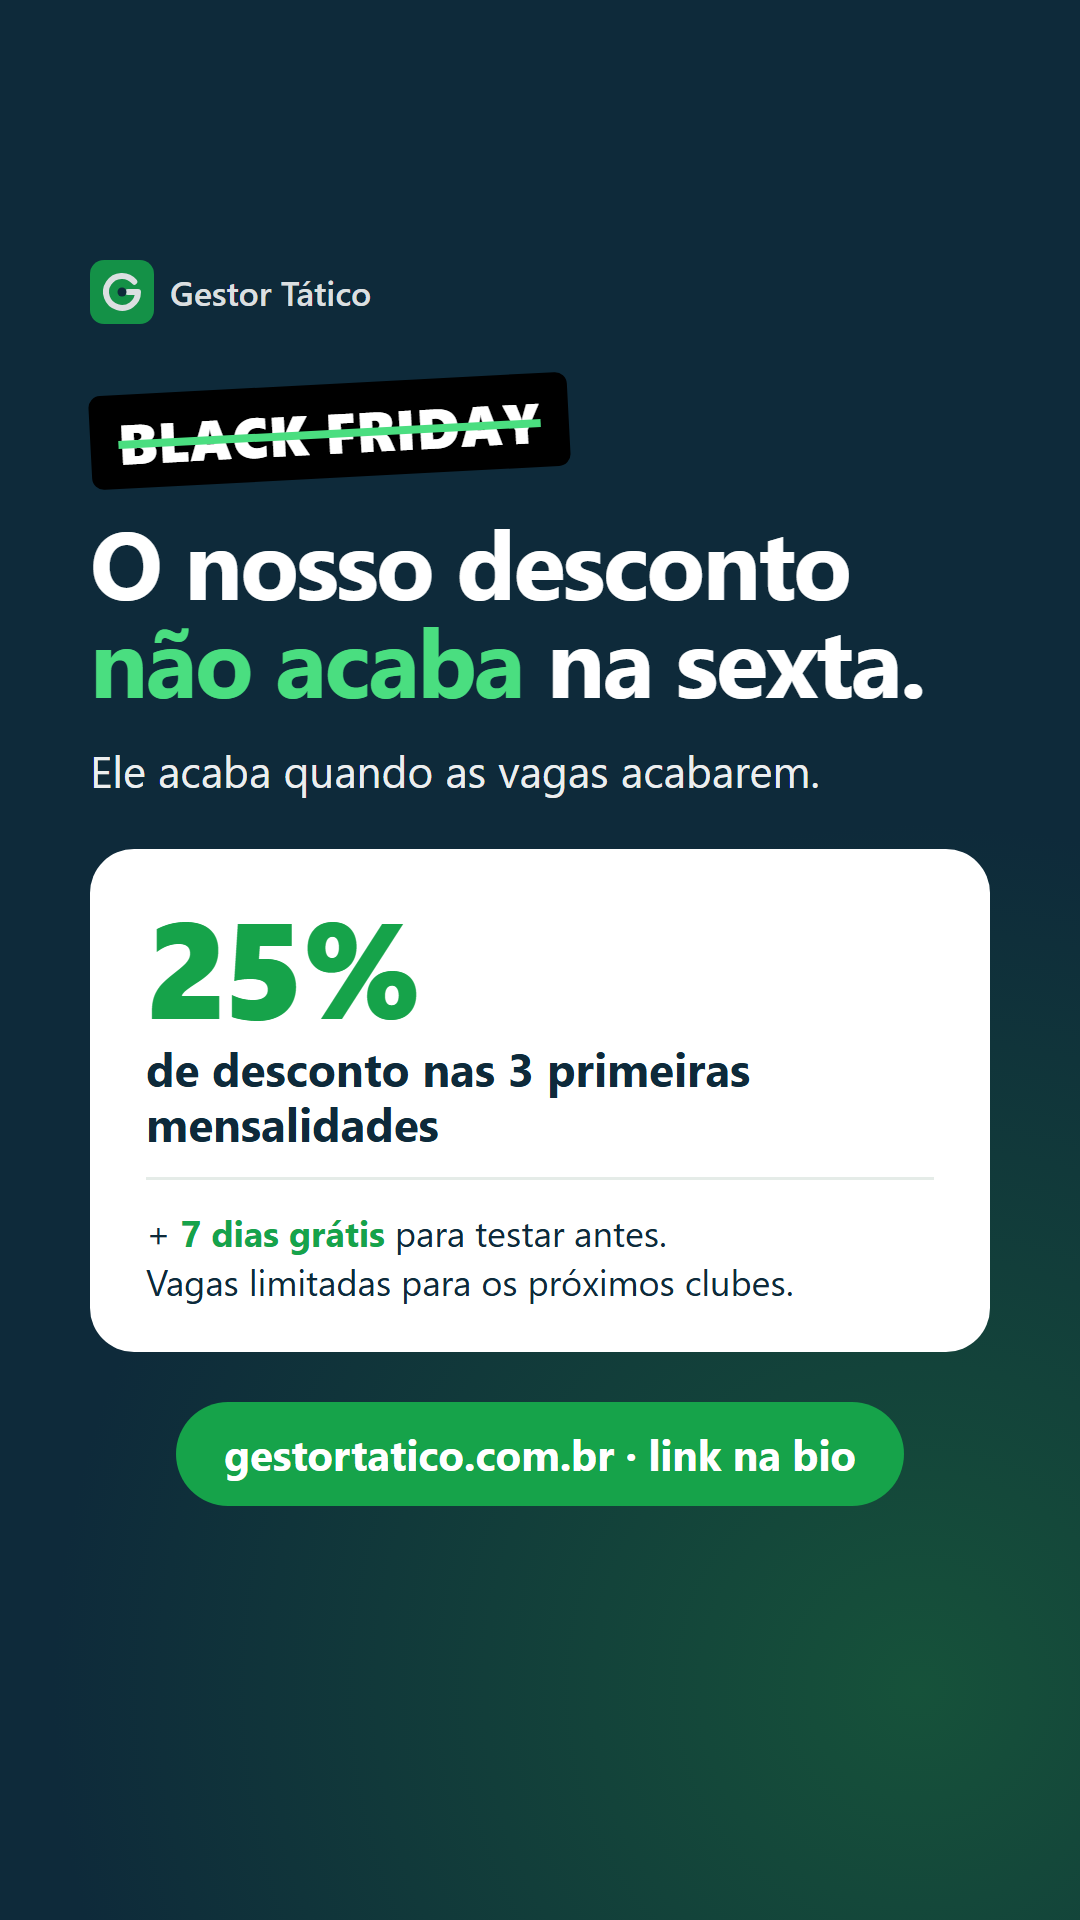 Gestor Tático
BLACK FRIDAY
O nosso desconto
não acaba na sexta.
Ele acaba quando as vagas acabarem.
25%
de desconto nas 3 primeiras
mensalidades
+ 7 dias grátis para testar antes.
Vagas limitadas para os próximos clubes.
gestortatico.com.br · link na bio